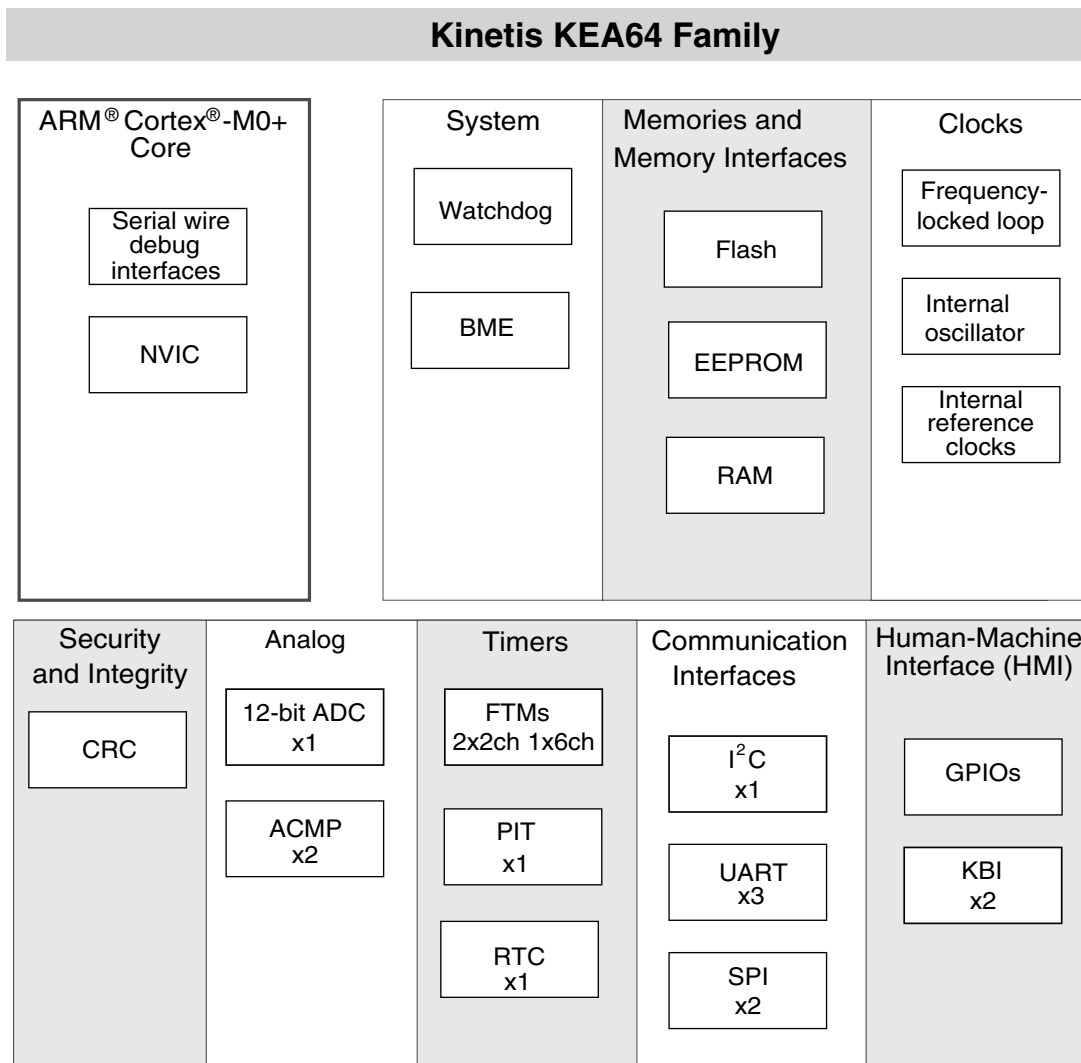 Kinetis KEA64 Family
ARM® Cortex®-M0+
Core
Serial wire
debug
interfaces
NVIC
System
Watchdog
BME
Memories and
Memory Interfaces
Flash
EEPROM
RAM
Clocks
Frequency-
locked loop
Internal
oscillator
Internal
reference
clocks
Security
and Integrity
CRC
Analog
12-bit ADC
x1
ACMP
x2
Timers
FTMs
2x2ch 1x6ch
PIT
x1
RTC
x1
Communication
Interfaces
I²C
x1
UART
x3
SPI
x2
Human-Machine
Interface (HMI)
GPIOs
KBI
x2